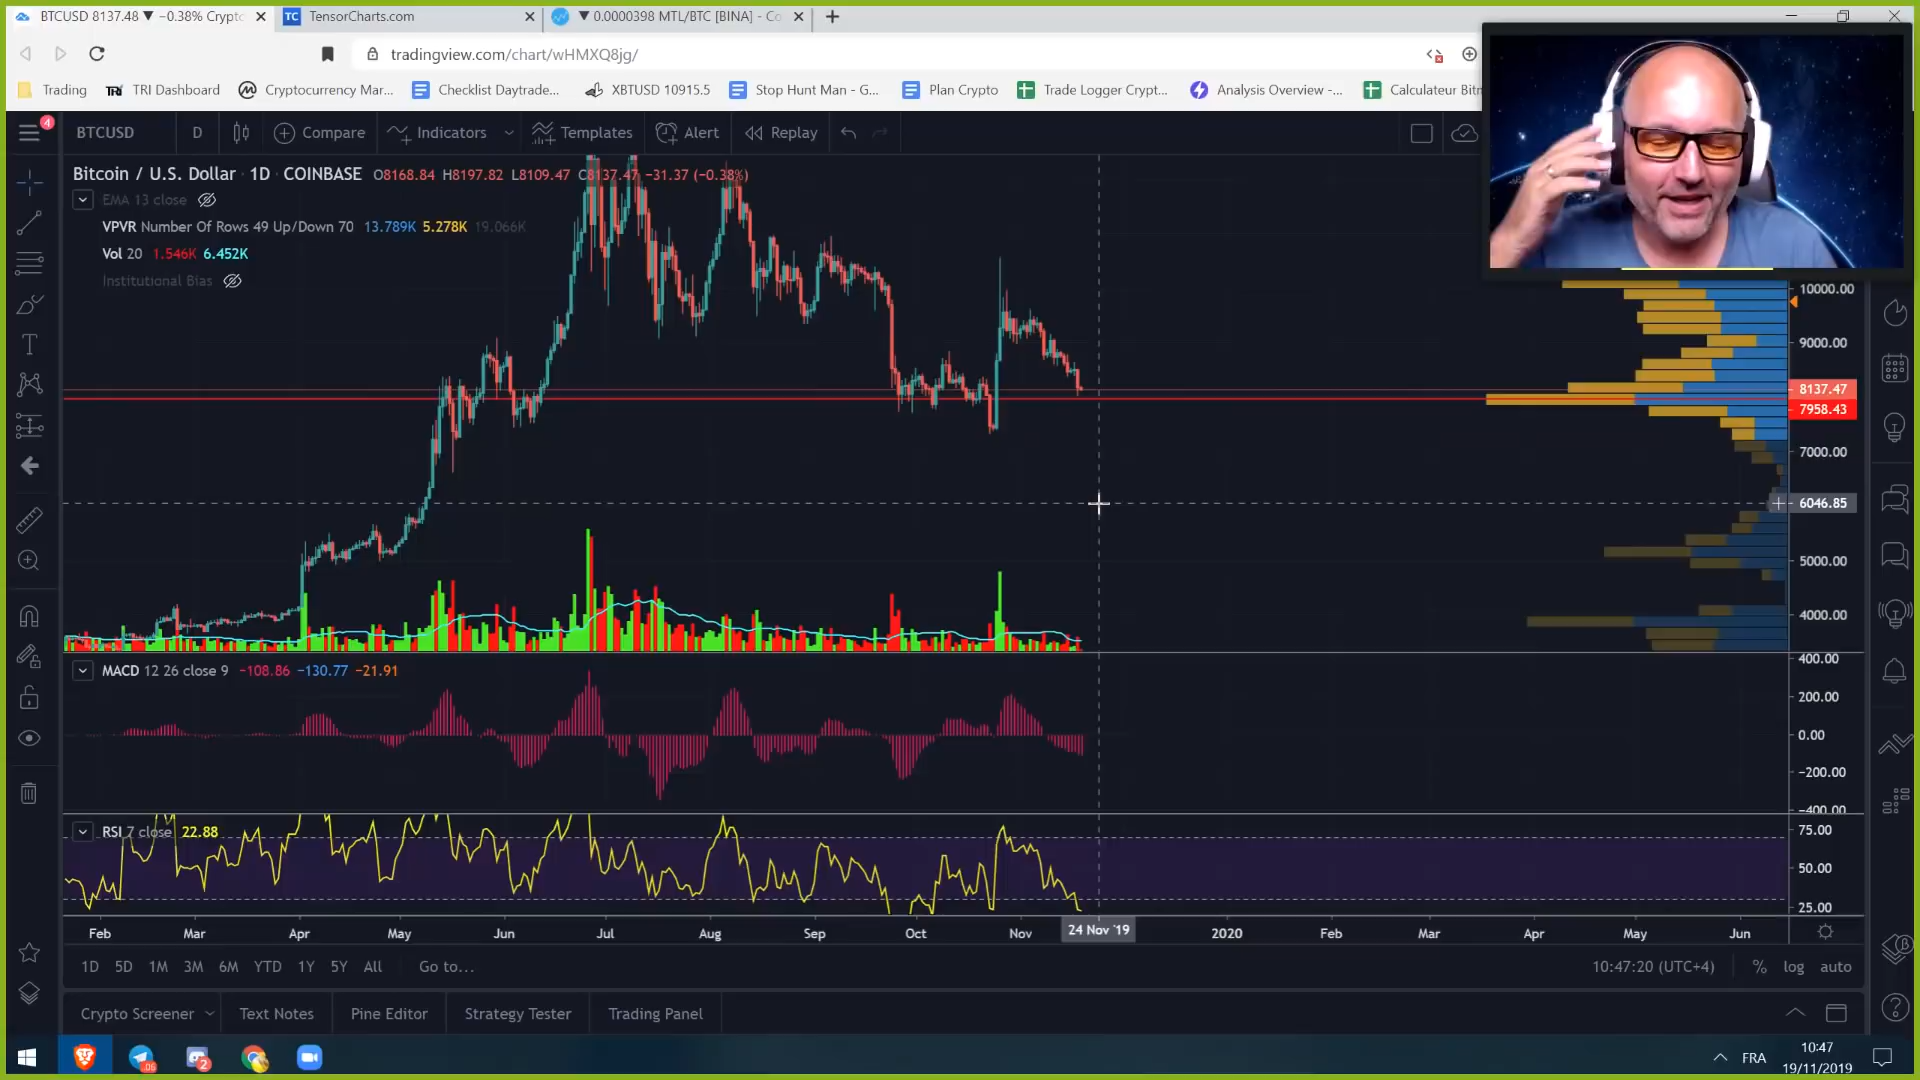 BTCUSD 8137.48 ▼ −0.38% Crypto
TensorCharts.com
▼ 0.0000398 MTL/BTC [BINA] - Co
tradingview.com/chart/wHMXQ8jg/
Trading
TRI Dashboard
Cryptocurrency Mar...
Checklist Daytrade...
XBTUSD 10915.5
Stop Hunt Man - G...
Plan Crypto
Trade Logger Crypt...
Analysis Overview -...
Calculateur Bitm
4
BTCUSD
D
Compare
Indicators
Templates
Alert
Replay
Bitcoin / U.S. Dollar · 1D · COINBASE O8168.84 H8197.82 L8109.47 C8137.47 −31.37 (−0.38%)
EMA 13 close
VPVR Number Of Rows 49 Up/Down 70 13.789K 5.278K 19.066K
Vol 20 1.546K 6.452K
Institutional Bias
10000.00
9000.00
8137.47
7958.43
7000.00
6046.85
5000.00
4000.00
MACD 12 26 close 9 −108.86 −130.77 −21.91
400.00
200.00
0.00
−200.00
−400.00
RSI 7 close 22.88
75.00
50.00
25.00
Feb Mar Apr May Jun Jul Aug Sep Oct Nov 24 Nov '19 2020 Feb Mar Apr May Jun
1D 5D 1M 3M 6M YTD 1Y 5Y All Go to...
10:47:20 (UTC+4) % log auto
Crypto Screener
Text Notes
Pine Editor
Strategy Tester
Trading Panel
2
FRA
10:47
19/11/2019